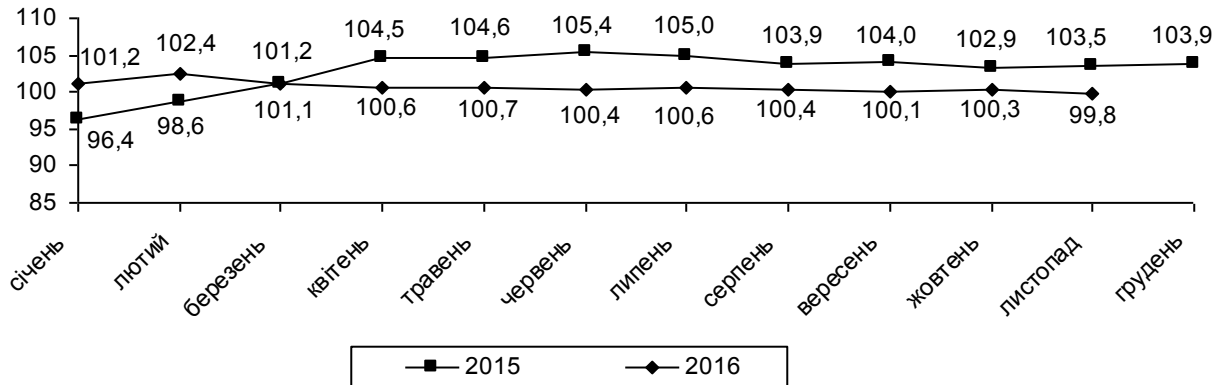 110
105
100
95
90
85
101,2 102,4 101,2 104,5 104,6 105,4 105,0 103,9 104,0 102,9 103,5 103,9
96,4 98,6 101,1 100,6 100,7 100,4 100,6 100,4 100,1 100,3 99,8
січень лютий березень квітень травень червень липень серпень вересень жовтень листопад грудень
2015 2016